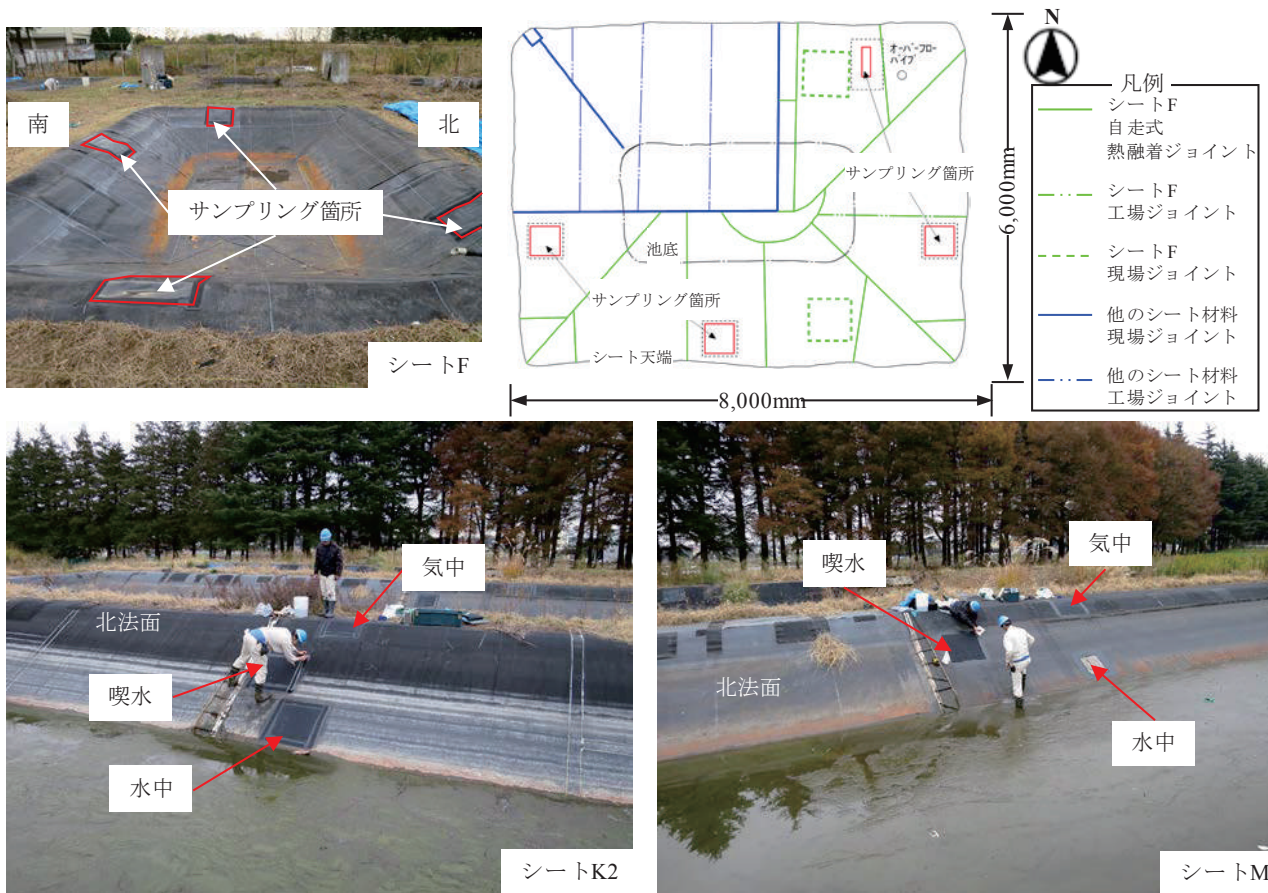 南
北
サンプリング箇所
シートF
オーバーフロー
パイプ
サンプリング箇所
池底
サンプリング箇所
シート天端
8,000mm
6,000mm
N
凡例
シートF
自走式
熱融着ジョイント
シートF
工場ジョイント
シートF
現場ジョイント
他のシート材料
現場ジョイント
他のシート材料
工場ジョイント
気中
北法面
喫水
水中
シートK2
気中
喫水
北法面
水中
シートM